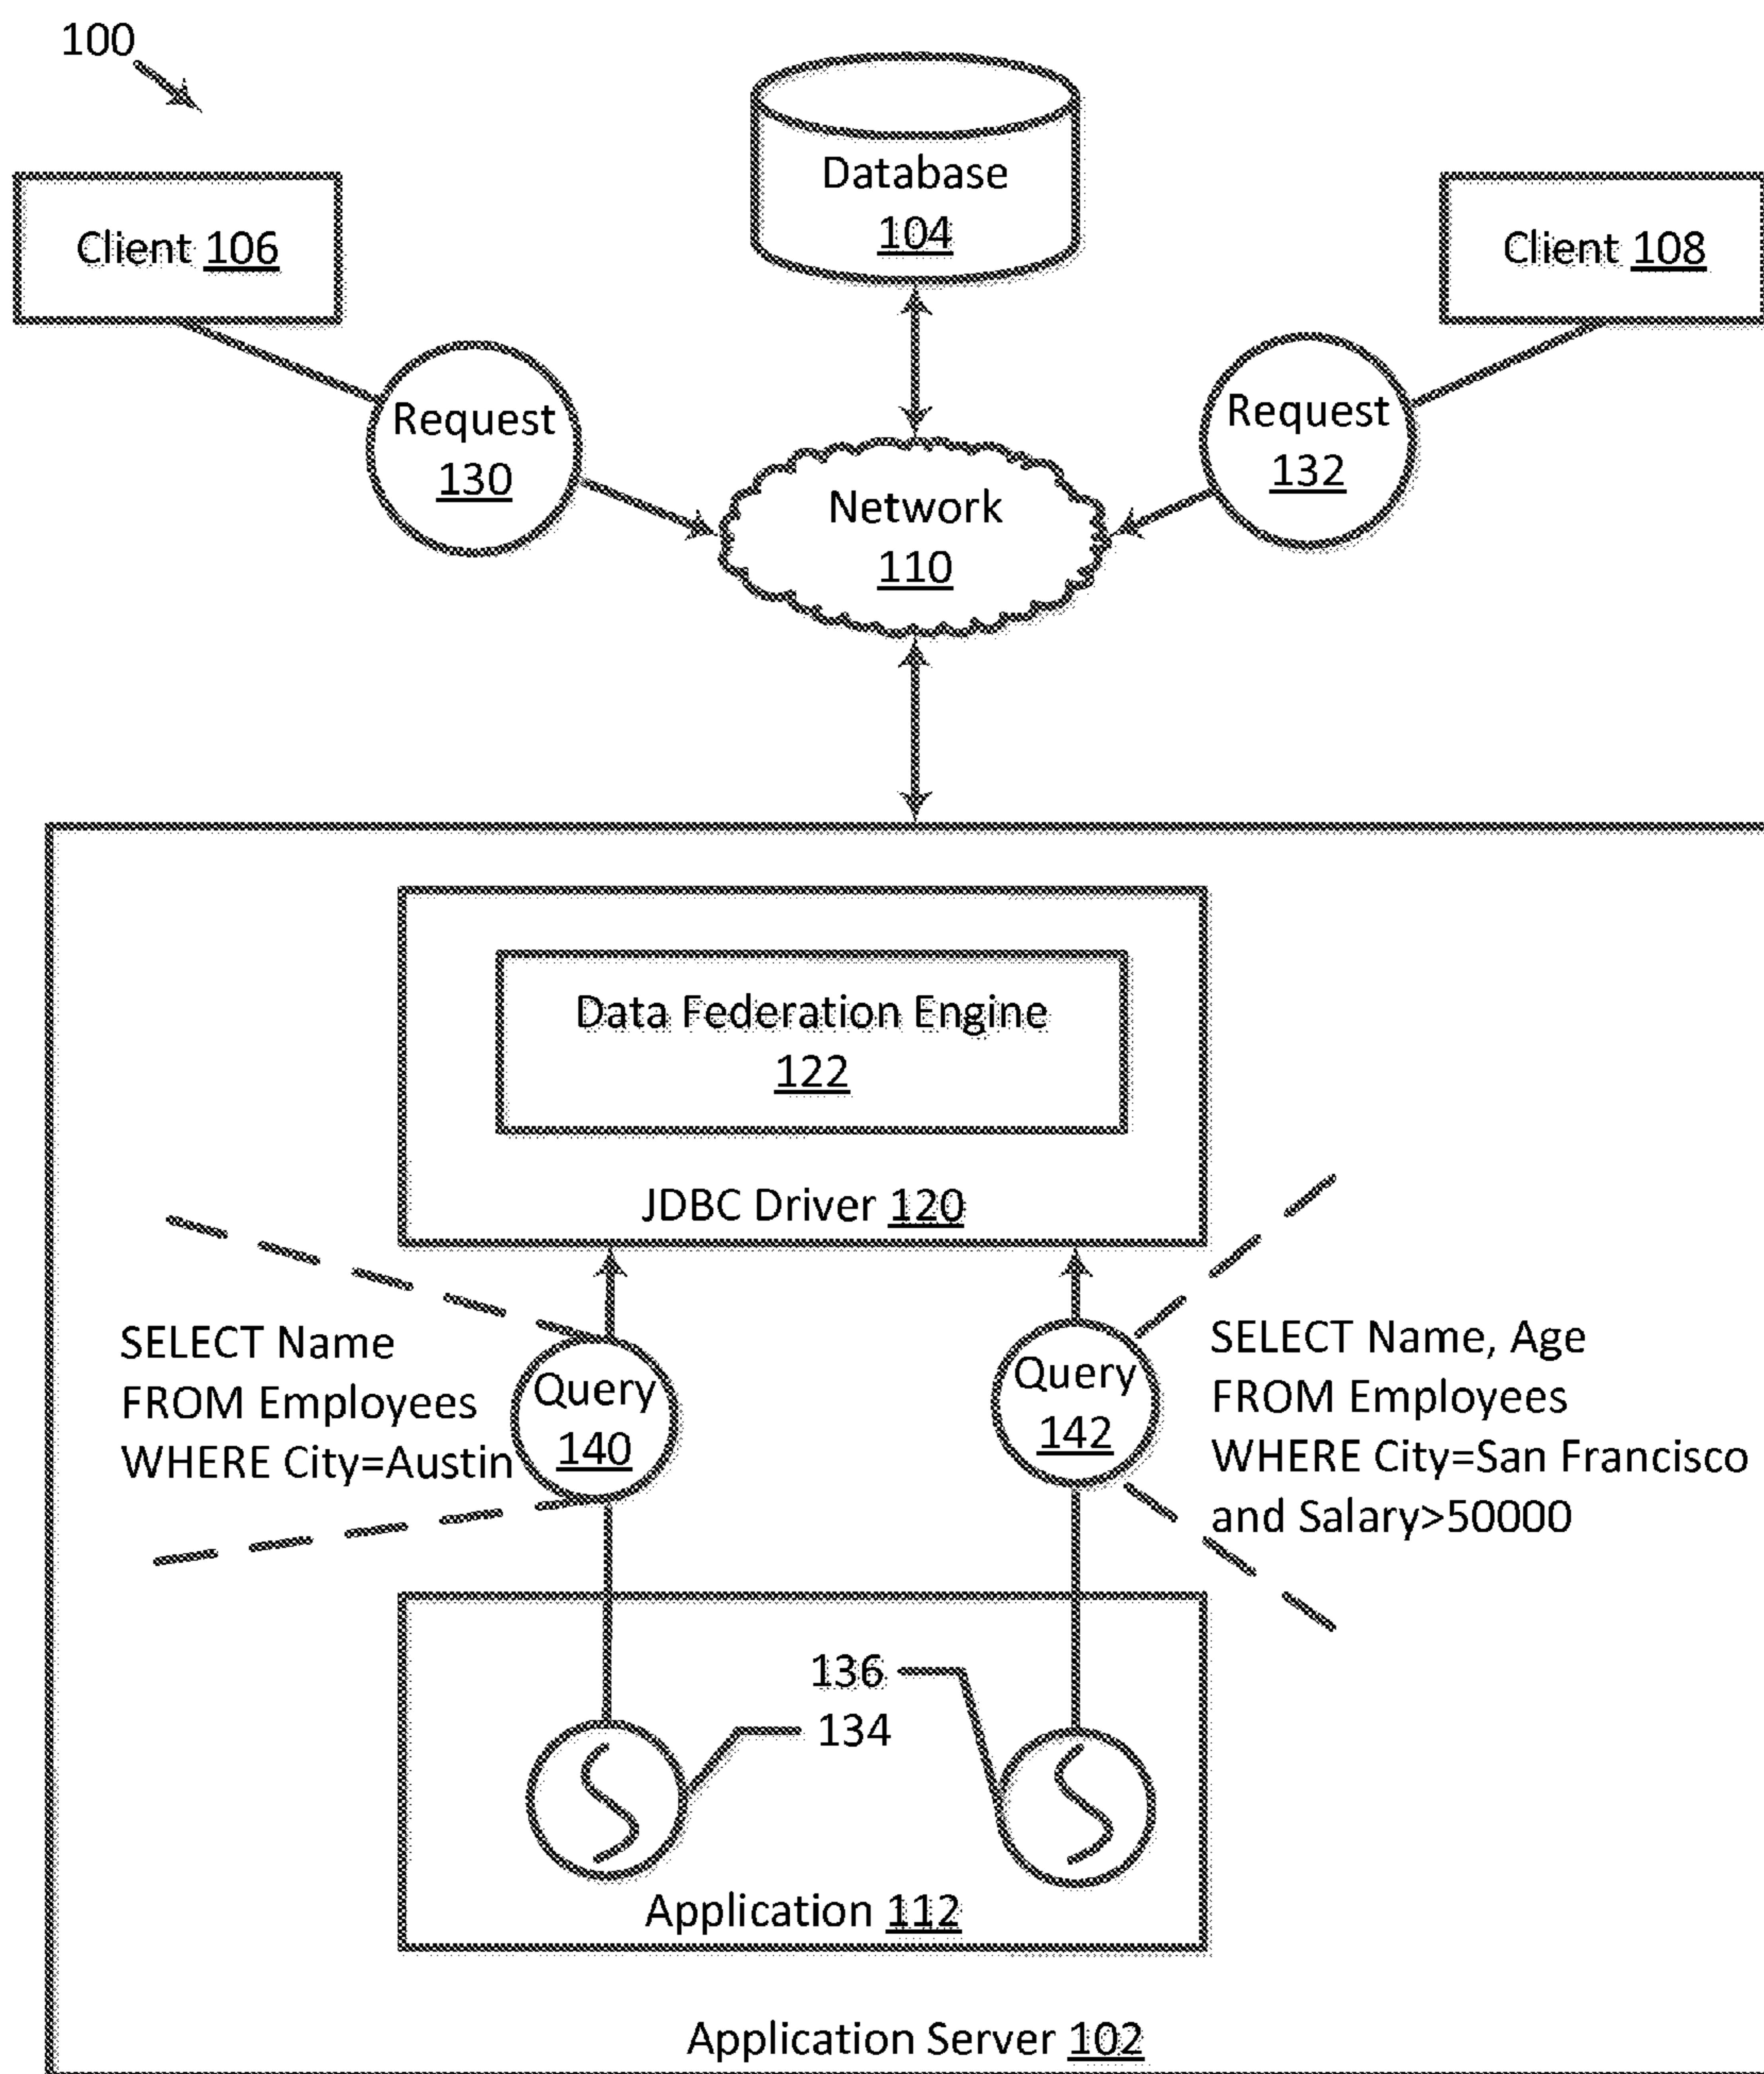 100
Database
104
Client 106
Client 108
Request
130
Request
132
Network
110
Data Federation Engine
122
JDBC Driver 120
SELECT Name
FROM Employees
WHERE City=Austin
Query
140
Query
142
SELECT Name, Age
FROM Employees
WHERE City=San Francisco
and Salary>50000
136
134
Application 112
Application Server 102